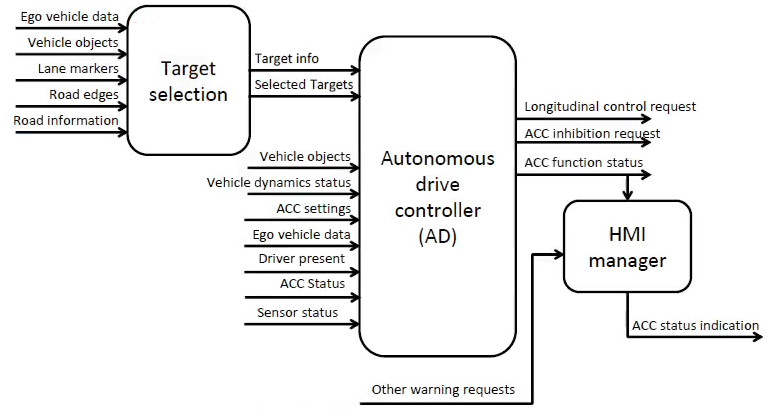 Ego vehicle data
Vehicle objects
Lane markers
Road edges
Road information
Target
selection
Target info
Selected Targets
Vehicle objects
Vehicle dynamics status
ACC settings
Ego vehicle data
Driver present
ACC Status
Sensor status
Autonomous
drive
controller
(AD)
Longitudinal control request
ACC inhibition request
ACC function status
HMI
manager
ACC status indication
Other warning requests